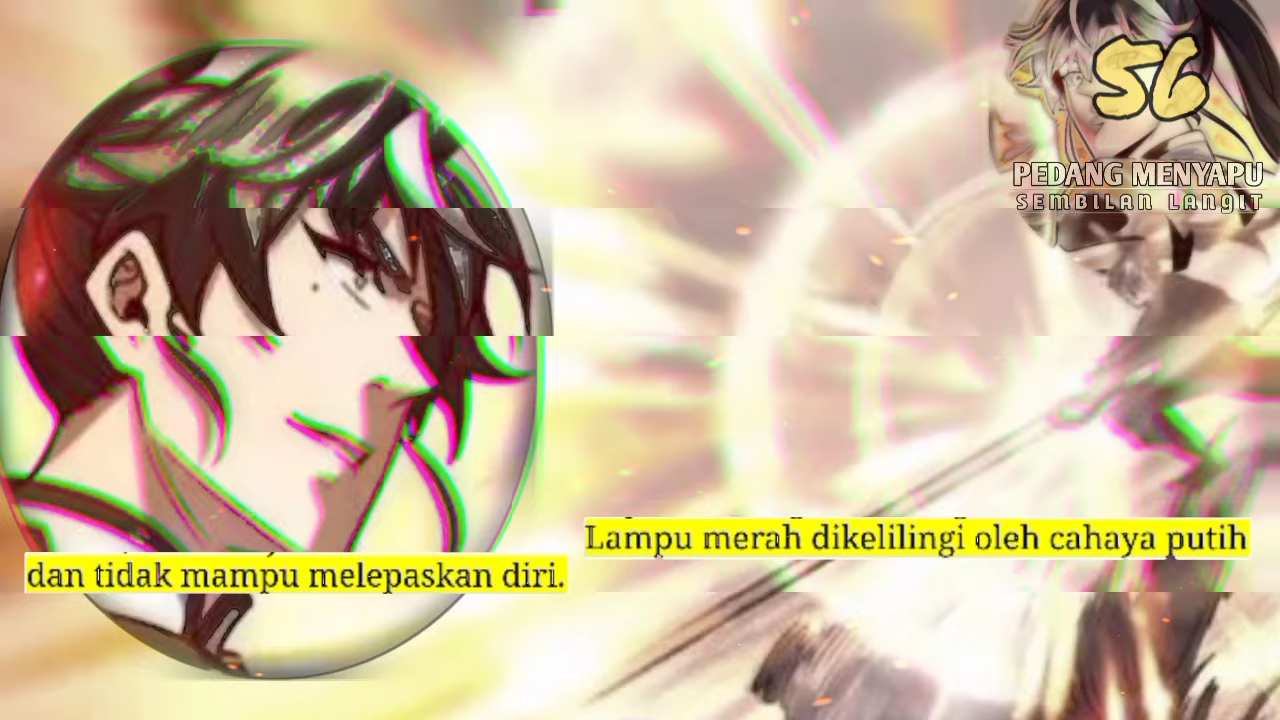 56
PEDANG MENYAPU
SEMBILAN LANGIT
Lampu merah dikelilingi oleh cahaya putih
dan tidak mampu melepaskan diri.